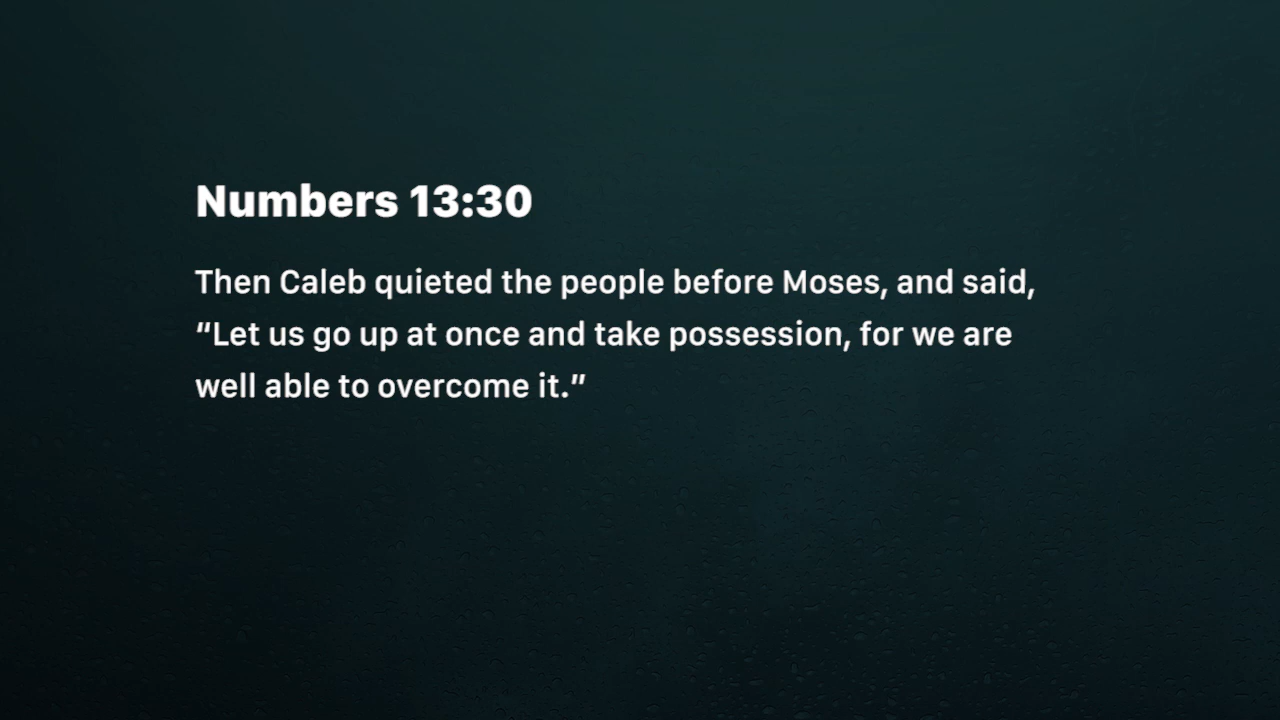 Numbers 13:30
Then Caleb quieted the people before Moses, and said,
“Let us go up at once and take possession, for we are
well able to overcome it.”